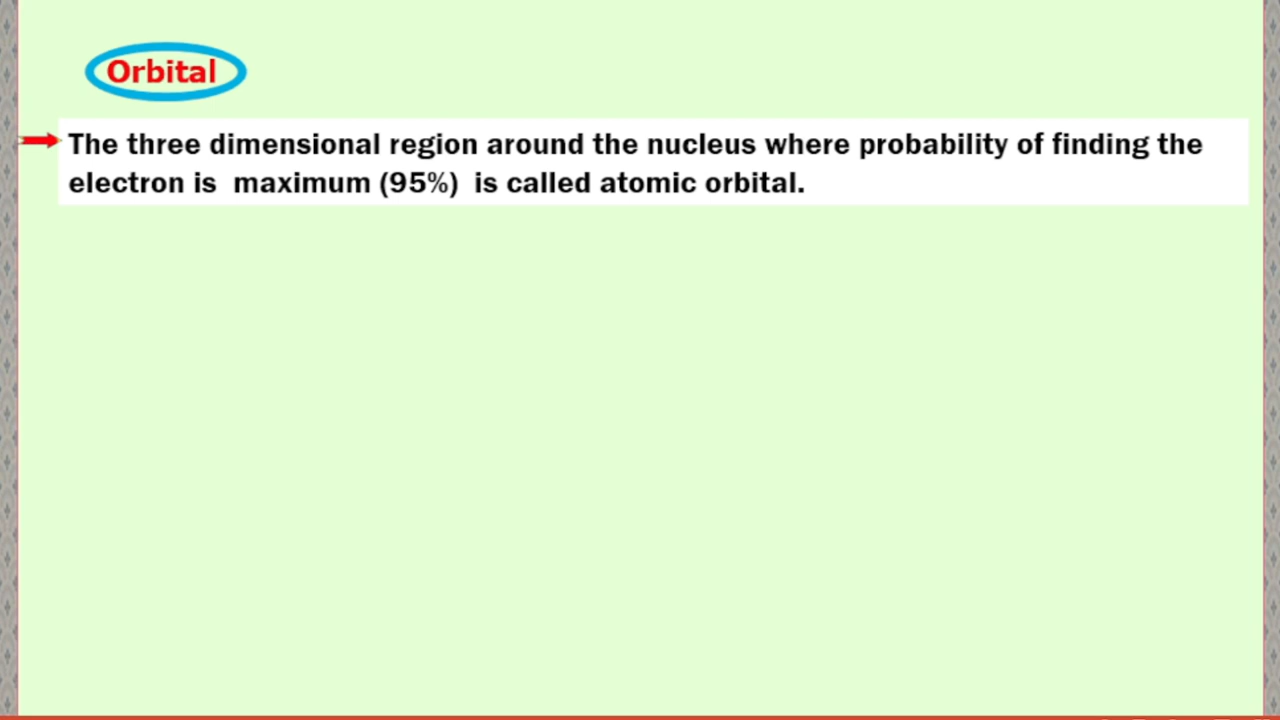 Orbital
The three dimensional region around the nucleus where probability of finding the
electron is  maximum (95%)  is called atomic orbital.